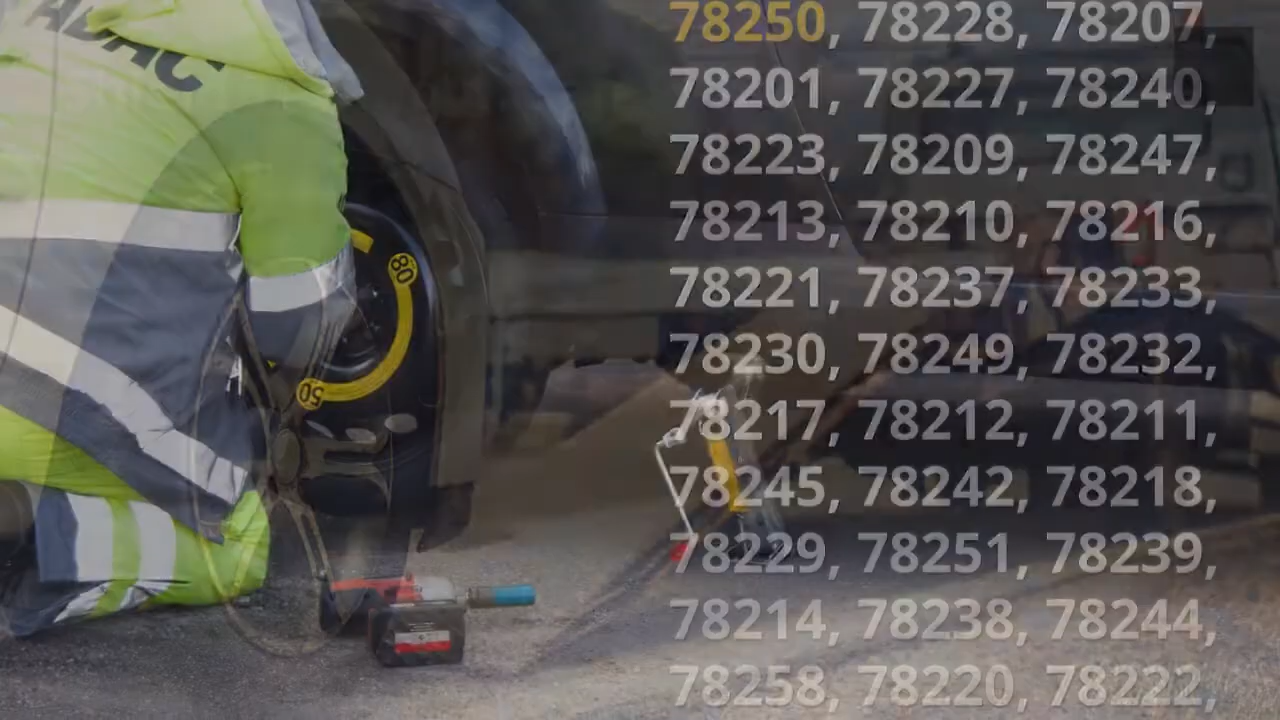 ADAC
80
50
78250, 78228, 78207,
78201, 78227, 78240,
78223, 78209, 78247,
78213, 78210, 78216,
78221, 78237, 78233,
78230, 78249, 78232,
78217, 78212, 78211,
78245, 78242, 78218,
78229, 78251, 78239,
78214, 78238, 78244,
78258, 78220, 78222,